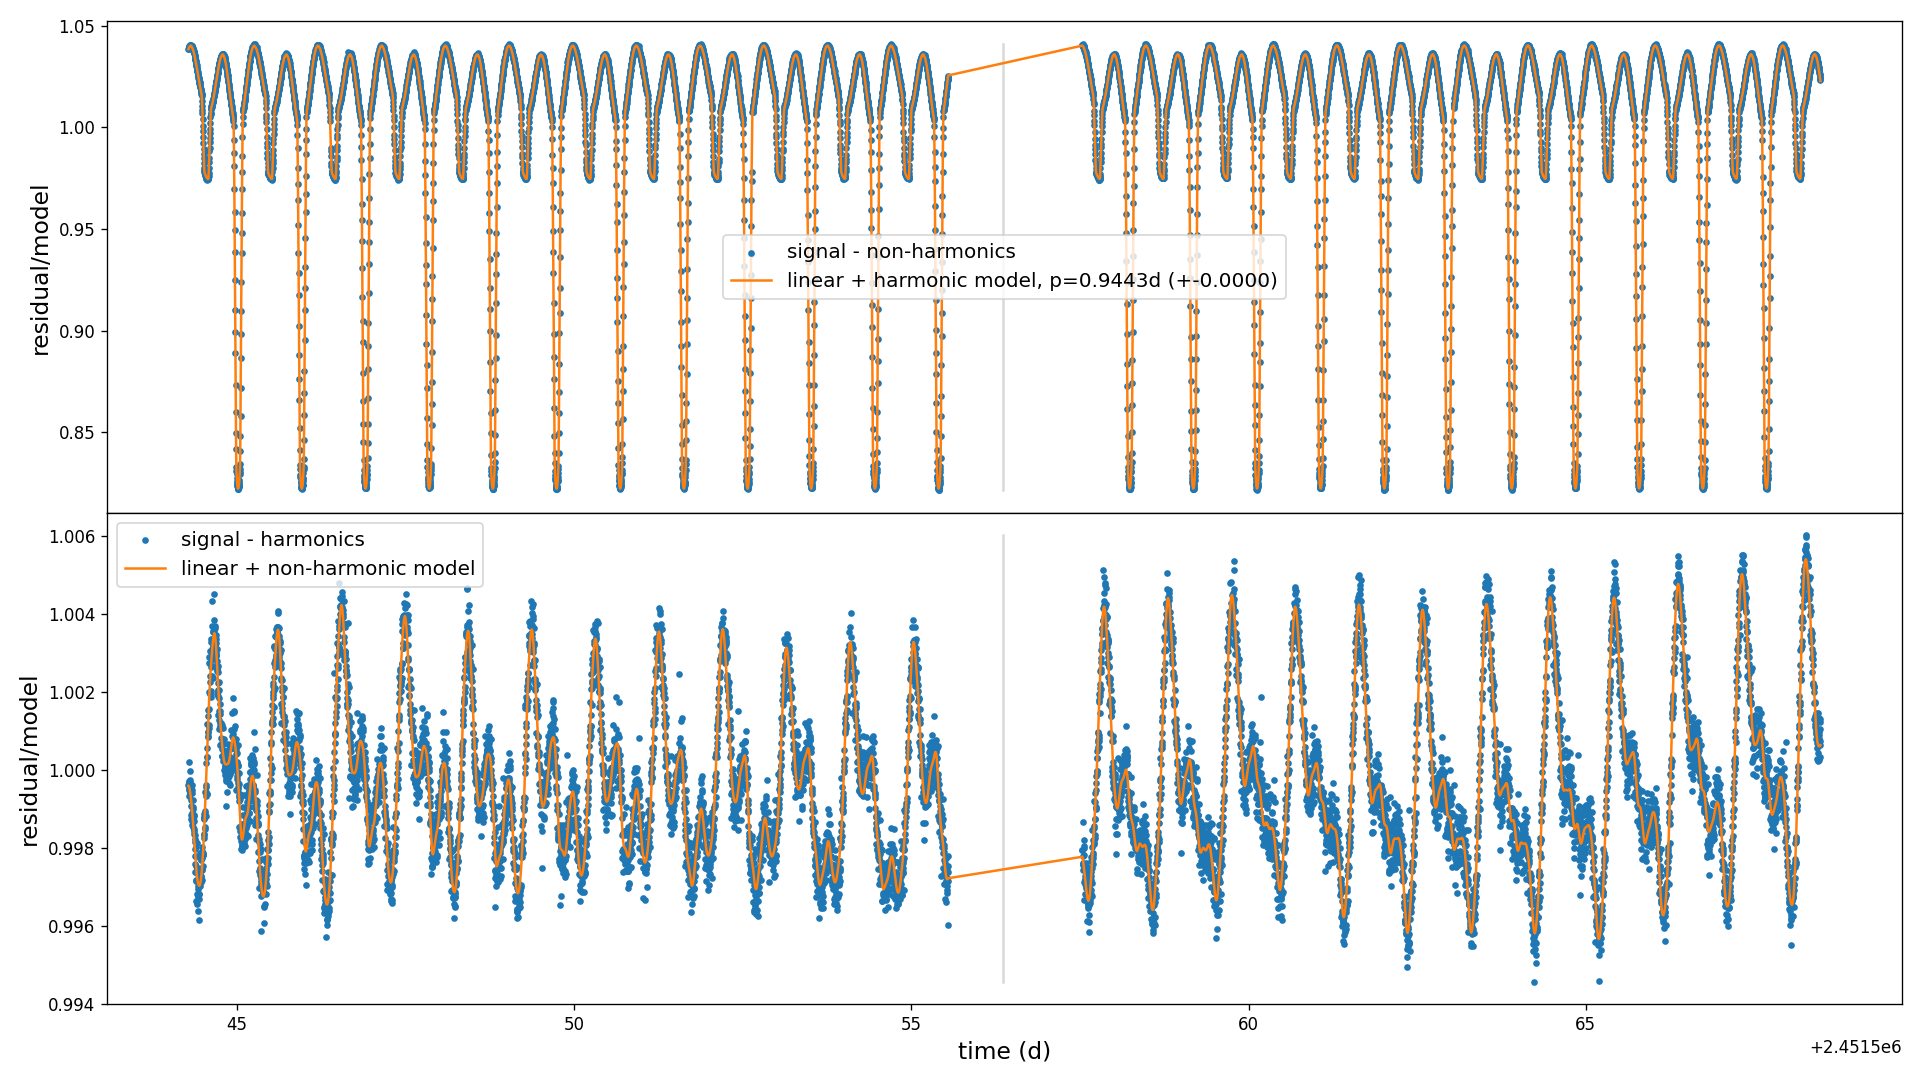 1.05
1.00
0.95
0.90
0.85
residual/model
signal - non-harmonics
linear + harmonic model, p=0.9443d (+-0.0000)
1.006
1.004
1.002
1.000
0.998
0.996
0.994
residual/model
signal - harmonics
linear + non-harmonic model
45 50 55 60 65
time (d)
+2.4515e6